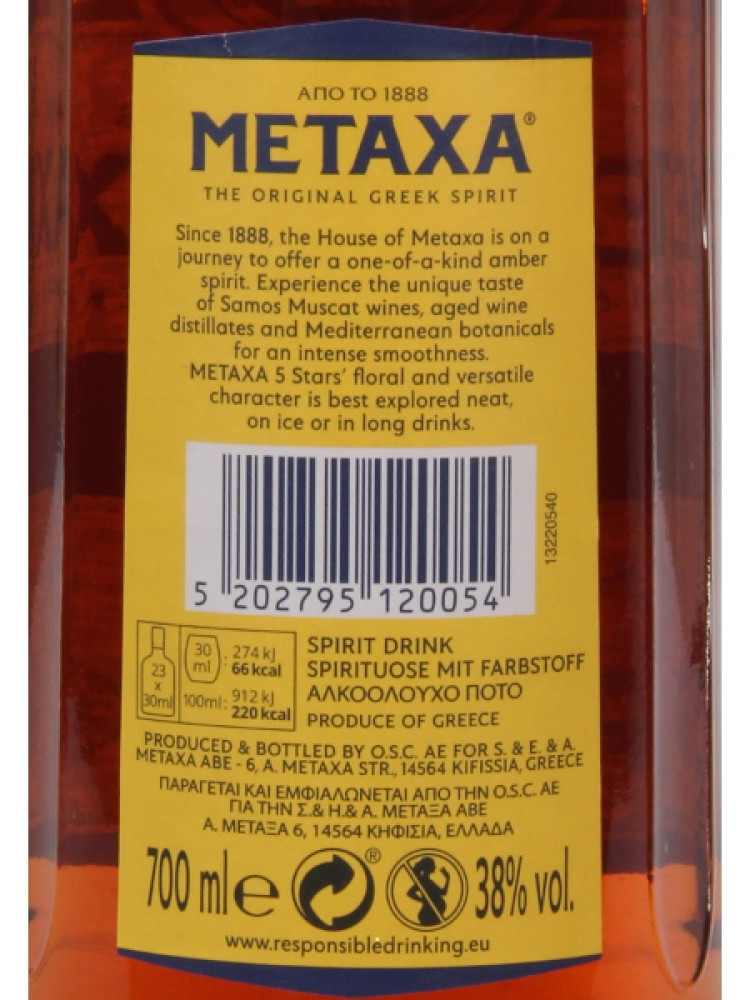 ΑΠΟ ΤΟ 1888
METAXA®
THE ORIGINAL GREEK SPIRIT
Since 1888, the House of Metaxa is on a
journey to offer a one-of-a-kind amber
spirit. Experience the unique taste
of Samos Muscat wines, aged wine
distillates and Mediterranean botanicals
for an intense smoothness.
METAXA 5 Stars’ floral and versatile
character is best explored neat,
on ice or in long drinks.
13220540
5 202795 120054
23
x
30ml
30
ml : 274 kJ
66 kcal
100ml: 912 kJ
220 kcal
SPIRIT DRINK
SPIRITUOSE MIT FARBSTOFF
ΑΛΚΟΟΛΟΥΧΟ ΠΟΤΟ
PRODUCE OF GREECE
PRODUCED & BOTTLED BY O.S.C. AE FOR S. & E. & A.
METAXA ABE - 6, A. METAXA STR., 14564 KIFISSIA, GREECE
ΠΑΡΑΓΕΤΑΙ ΚΑΙ ΕΜΦΙΑΛΩΝΕΤΑΙ ΑΠΟ ΤΗΝ O.S.C. AE
ΓΙΑ ΤΗΝ Σ.& Η.& Α. ΜΕΤΑΞΑ ΑΒΕ
Α. ΜΕΤΑΞΑ 6, 14564 ΚΗΦΙΣΙΑ, ΕΛΛΑΔΑ
700 ml e ® 38% vol.
www.responsibledrinking.eu